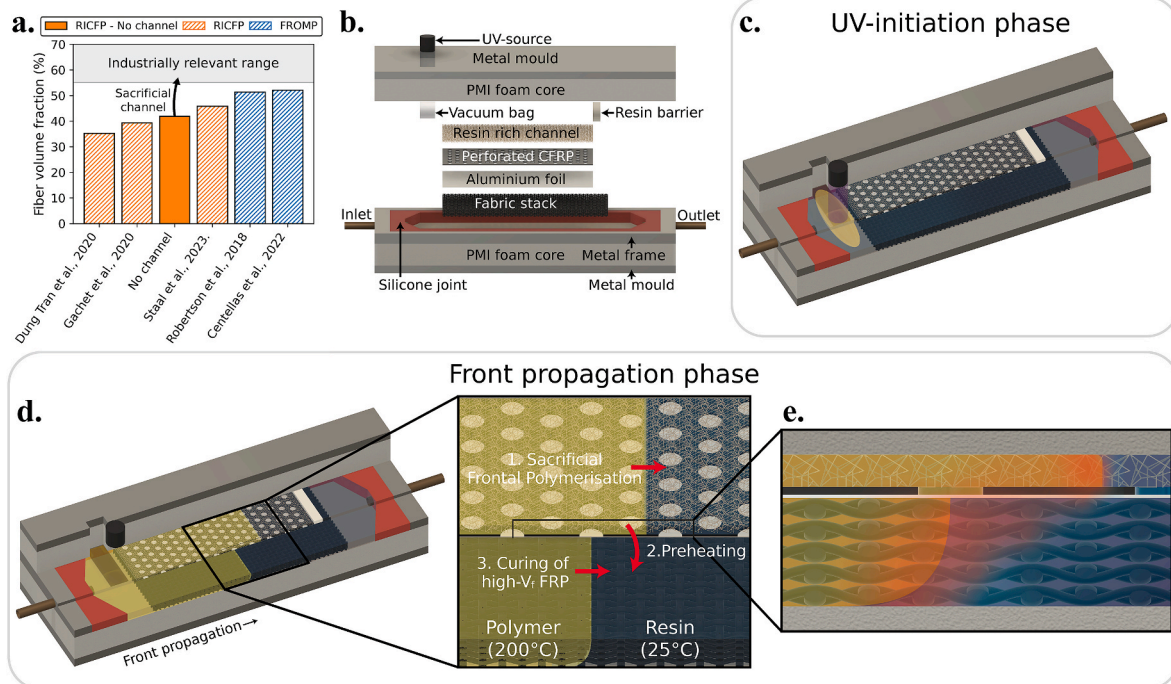 a.
RICFP - No channel
RICFP
FROMP
Fiber volume fraction (%)
70
60
50
40
30
20
10
0
Industrially relevant range
Sacrificial
channel
Dung Tran et al., 2020
Gachet et al., 2020
No channel
Staal et al., 2023.
Robertson et al., 2018
Centellas et al., 2022
b.
UV-source
Metal mould
PMI foam core
Vacuum bag
Resin barrier
Resin rich channel
Perforated CFRP
Aluminium foil
Fabric stack
Inlet
Outlet
PMI foam core
Metal frame
Silicone joint
Metal mould
c.
UV-initiation phase
Front propagation phase
d.
Front propagation→
1. Sacrificial
Frontal Polymerisation
2.Preheating
3. Curing of
high-Vf FRP
Polymer
(200°C)
Resin
(25°C)
e.